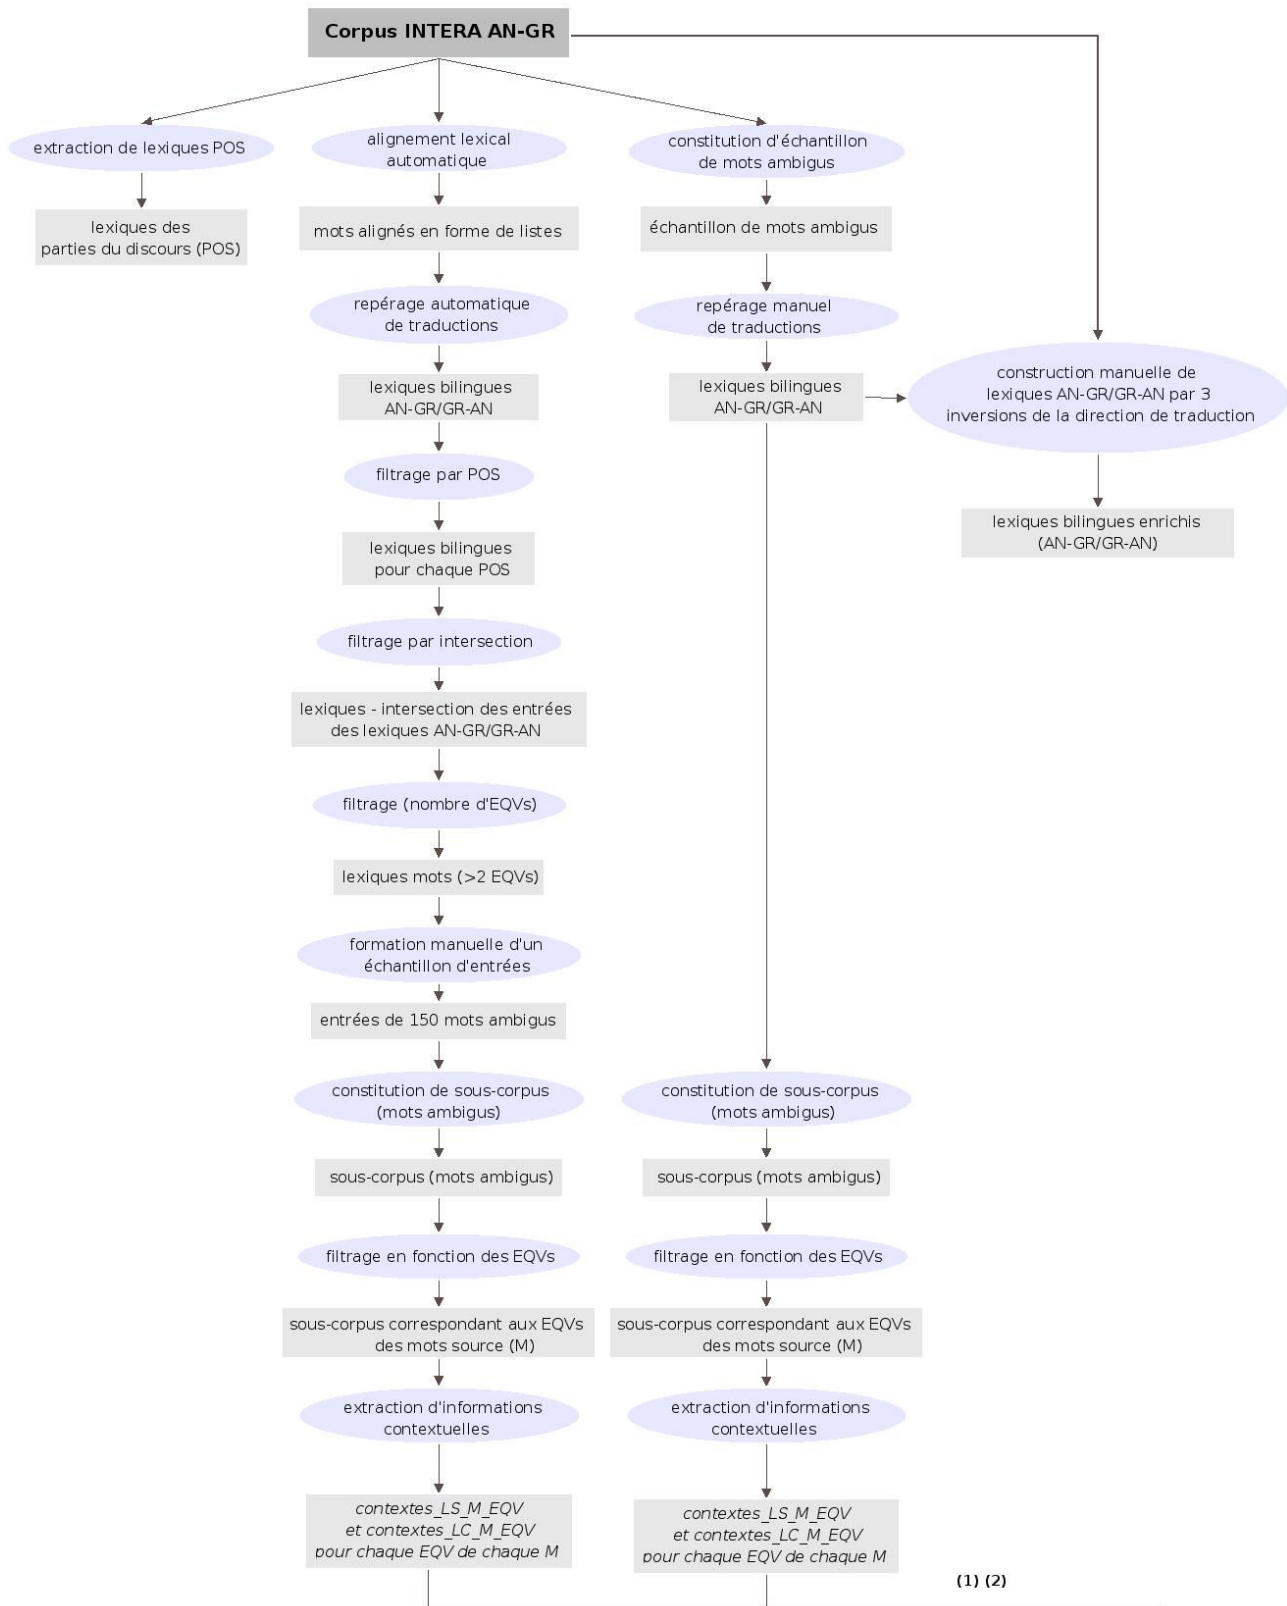 Corpus INTERA AN-GR
extraction de lexiques POS
lexiques des
parties du discours (POS)
alignement lexical
automatique
mots alignés en forme de listes
repérage automatique
de traductions
lexiques bilingues
AN-GR/GR-AN
filtrage par POS
lexiques bilingues
pour chaque POS
filtrage par intersection
lexiques - intersection des entrées
des lexiques AN-GR/GR-AN
filtrage (nombre d'EQVs)
lexiques mots (>2 EQVs)
formation manuelle d'un
échantillon d'entrées
entrées de 150 mots ambigus
constitution de sous-corpus
(mots ambigus)
sous-corpus (mots ambigus)
filtrage en fonction des EQVs
sous-corpus correspondant aux EQVs
des mots source (M)
extraction d'informations
contextuelles
contextes_LS_M_EQV
et contextes_LC_M_EQV
pour chaque EQV de chaque M
constitution d'échantillon
de mots ambigus
échantillon de mots ambigus
repérage manuel
de traductions
lexiques bilingues
AN-GR/GR-AN
constitution de sous-corpus
(mots ambigus)
sous-corpus (mots ambigus)
filtrage en fonction des EQVs
sous-corpus correspondant aux EQVs
des mots source (M)
extraction d'informations
contextuelles
contextes_LS_M_EQV
et contextes_LC_M_EQV
pour chaque EQV de chaque M
construction manuelle de
lexiques AN-GR/GR-AN par 3
inversions de la direction de traduction
lexiques bilingues enrichis
(AN-GR/GR-AN)
(1) (2)